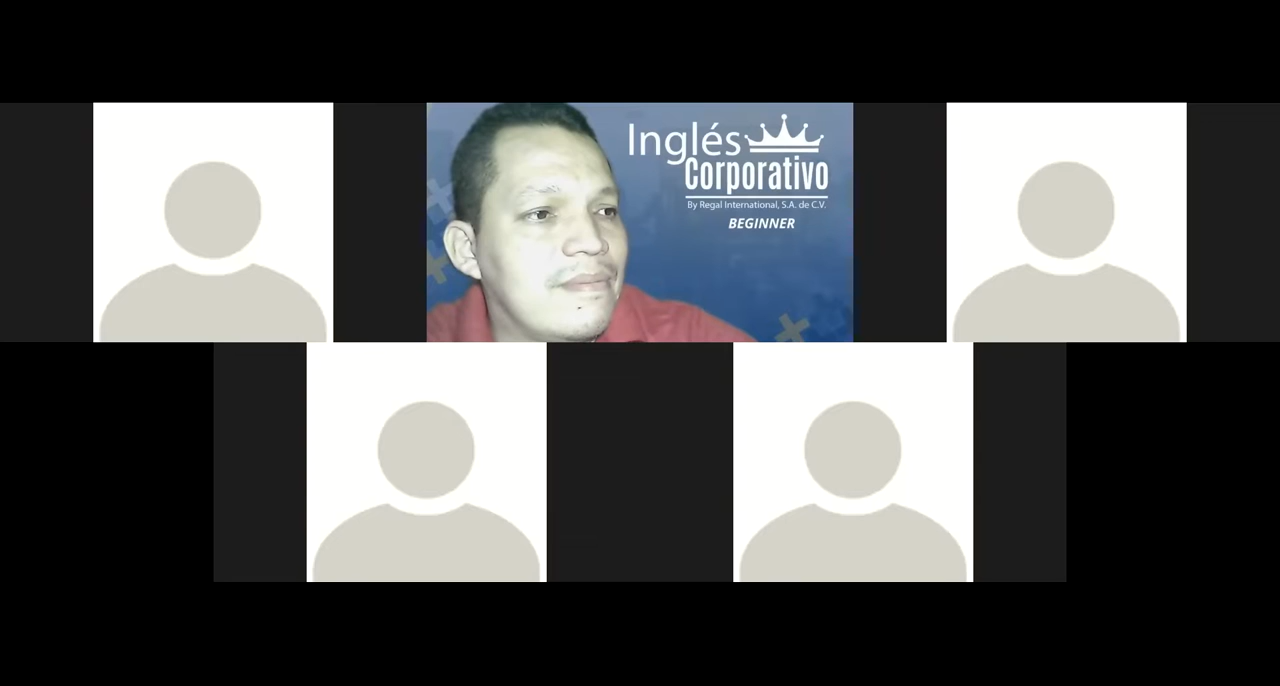 Inglés
Corporativo
By Regal International, S.A. de C.V.
BEGINNER